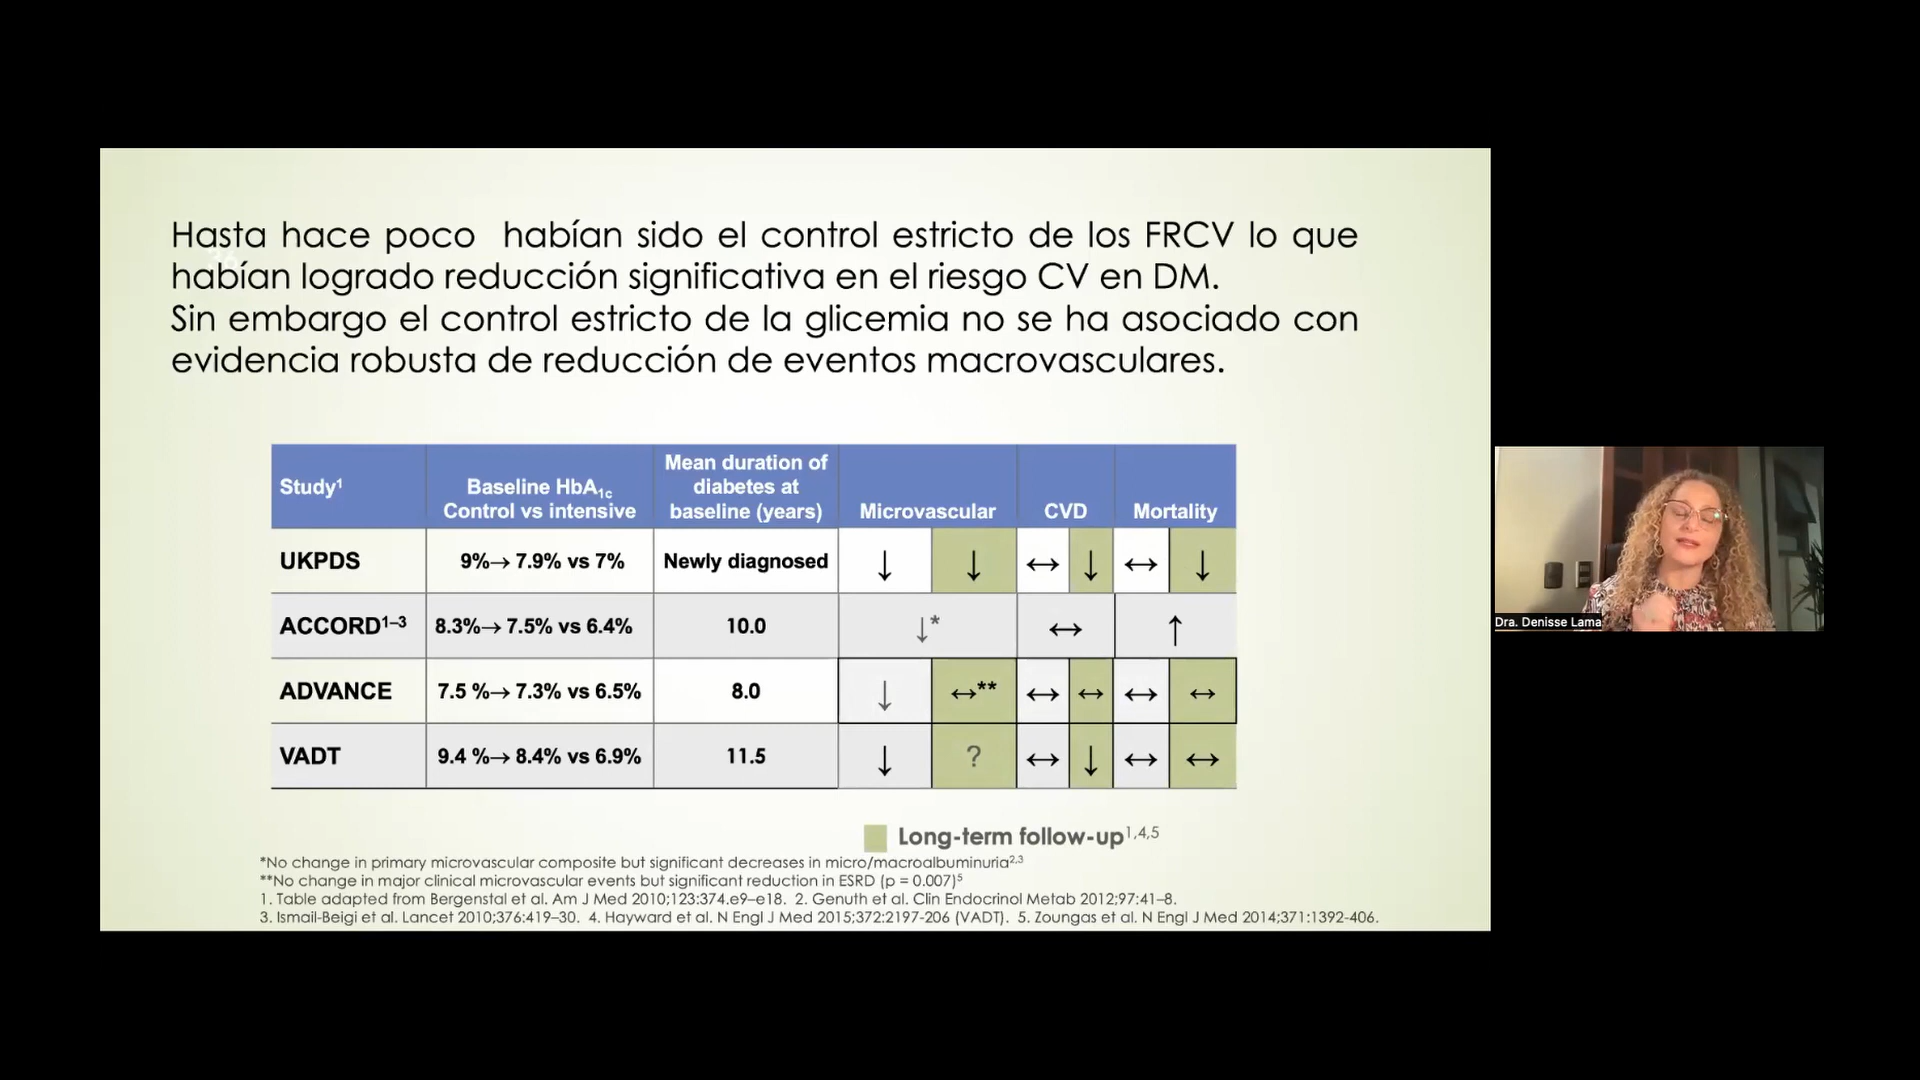 Hasta hace poco habían sido el control estricto de los FRCV lo que
habían logrado reducción significativa en el riesgo CV en DM.
Sin embargo el control estricto de la glicemia no se ha asociado con
evidencia robusta de reducción de eventos macrovasculares.
Study¹ Baseline HbA₁c Control vs intensive Mean duration of diabetes at baseline (years) Microvascular CVD Mortality
UKPDS 9%→ 7.9% vs 7% Newly diagnosed ↓ ↓ ↔ ↓ ↔ ↓
ACCORD¹⁻³ 8.3%→ 7.5% vs 6.4% 10.0 ↓* ↔ ↑
ADVANCE 7.5 %→ 7.3% vs 6.5% 8.0 ↓ ↔** ↔ ↔ ↔ ↔
VADT 9.4 %→ 8.4% vs 6.9% 11.5 ↓ ? ↔ ↓ ↔ ↔
Long-term follow-up¹,⁴,⁵
*No change in primary microvascular composite but significant decreases in micro/macroalbuminuria²,³
**No change in major clinical microvascular events but significant reduction in ESRD (p = 0.007)⁵
1. Table adapted from Bergenstal et al. Am J Med 2010;123:374.e9–e18. 2. Genuth et al. Clin Endocrinol Metab 2012;97:41–8.
3. Ismail-Beigi et al. Lancet 2010;376:419–30. 4. Hayward et al. N Engl J Med 2015;372:2197-206 (VADT). 5. Zoungas et al. N Engl J Med 2014;371:1392-406.
Dra. Denisse Lama